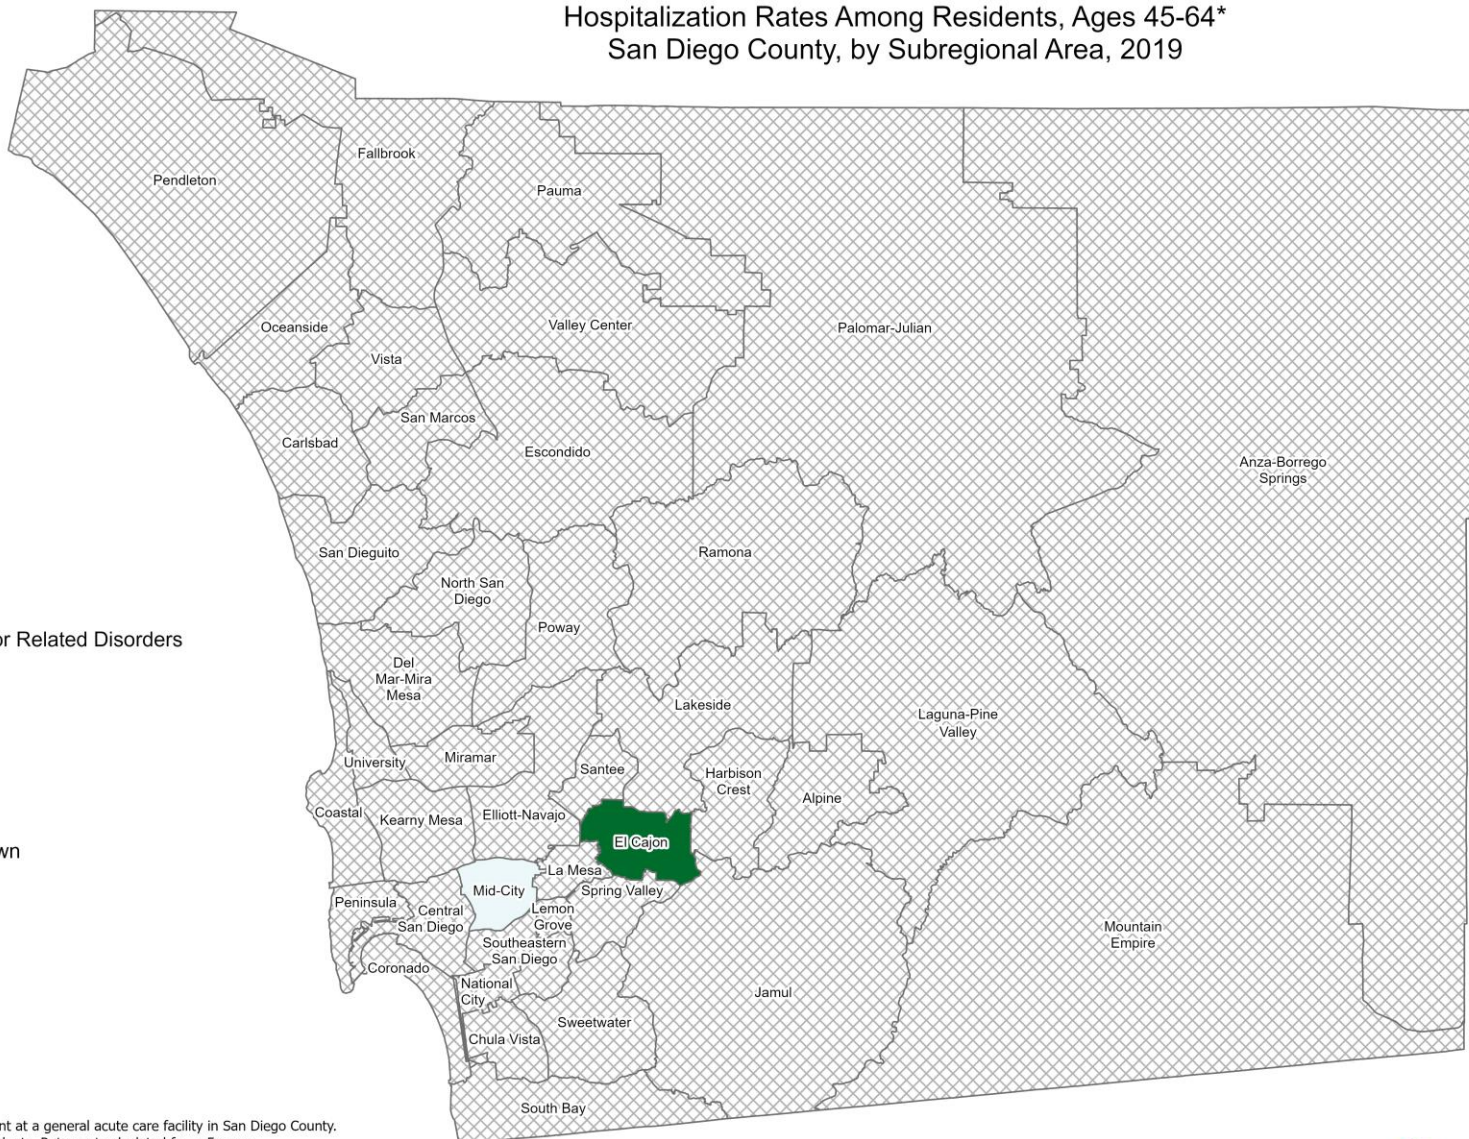 Hospitalization Rates Among Residents, Ages 45-64*
San Diego County, by Subregional Area, 2019
Fallbrook
Pendleton
Pauma
Oceanside
Valley Center
Palomar-Julian
Vista
San Marcos
Carlsbad
Escondido
Anza-Borrego
Springs
San Dieguito
Ramona
North San
Diego
Poway
or Related Disorders
Del
Mar-Mira
Mesa
Lakeside
Laguna-Pine
Valley
University
Miramar
Santee
Harbison
Crest
Alpine
Coastal
Kearny Mesa
Elliott-Navajo
El Cajon
La Mesa
Mid-City
Spring Valley
Peninsula
Central
San Diego
Lemon
Grove
Southeastern
San Diego
Mountain
Empire
Coronado
National
City
Jamul
Sweetwater
Chula Vista
South Bay
at a general acute care facility in San Diego County.